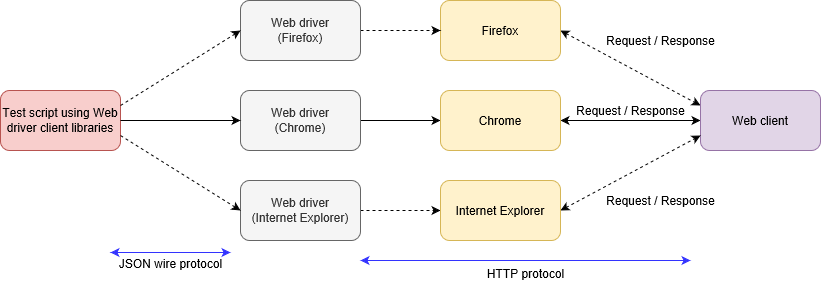 Web driver
(Firefox)
Firefox
Request / Response
Test script using Web
driver client libraries
Web driver
(Chrome)
Chrome
Request / Response
Web client
Web driver
(Internet Explorer)
Internet Explorer
Request / Response
JSON wire protocol
HTTP protocol